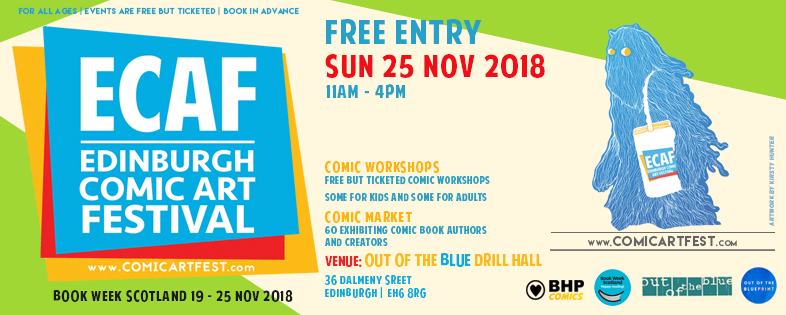 FOR ALL AGES | EVENTS ARE FREE BUT TICKETED | BOOK IN ADVANCE
ECAF
EDINBURGH
COMIC ART
FESTIVAL
www.COMICARTFEST.com
BOOK WEEK SCOTLAND 19 - 25 NOV 2018
FREE ENTRY
SUN 25 NOV 2018
11AM - 4PM
COMIC WORKSHOPS
FREE BUT TICKETED COMIC WORKSHOPS
SOME FOR KIDS AND SOME FOR ADULTS
COMIC MARKET
60 EXHIBITING COMIC BOOK AUTHORS
AND CREATORS
VENUE: OUT OF THE BLUE DRILL HALL
36 DALMENY SREET
EDINBURGH | EH6 8RG
ECAF
EDINBURGH
COMIC ART
FESTIVAL
ARTWORK BY KIRSTY HUNTER
www.COMICARTFEST.com
BHP
COMICS
Book Week
Scotland
out of the blue
OUT OF THE
BLUEPRINT